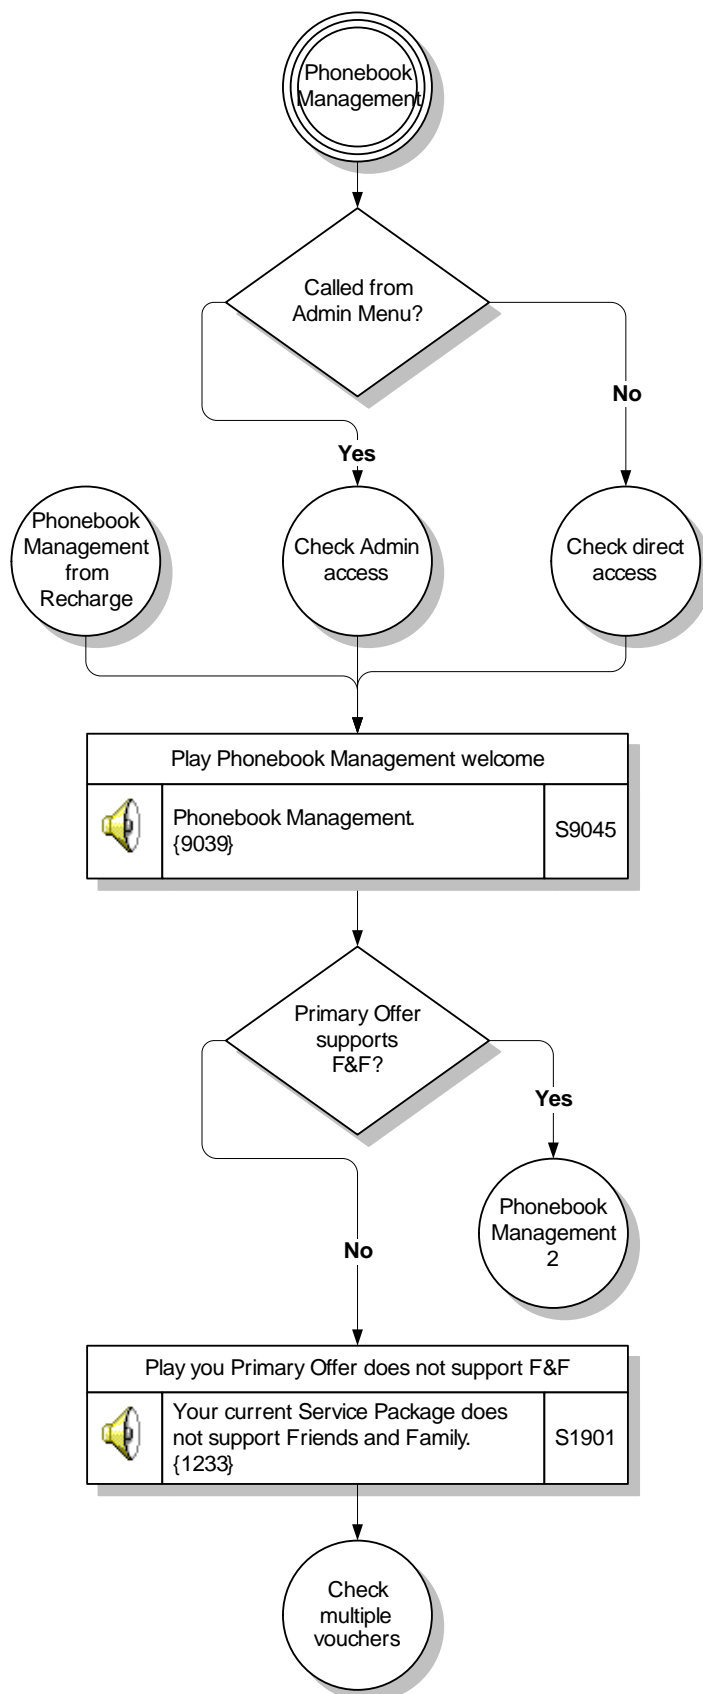 Phonebook
Management
Called from
Admin Menu?
No
Yes
Phonebook
Management
from
Recharge
Check Admin
access
Check direct
access
Play Phonebook Management welcome
Phonebook Management.
{9039}
S9045
Primary Offer
supports
F&F?
Yes
Phonebook
Management
2
No
Play you Primary Offer does not support F&F
Your current Service Package does
not support Friends and Family.
{1233}
S1901
Check
multiple
vouchers